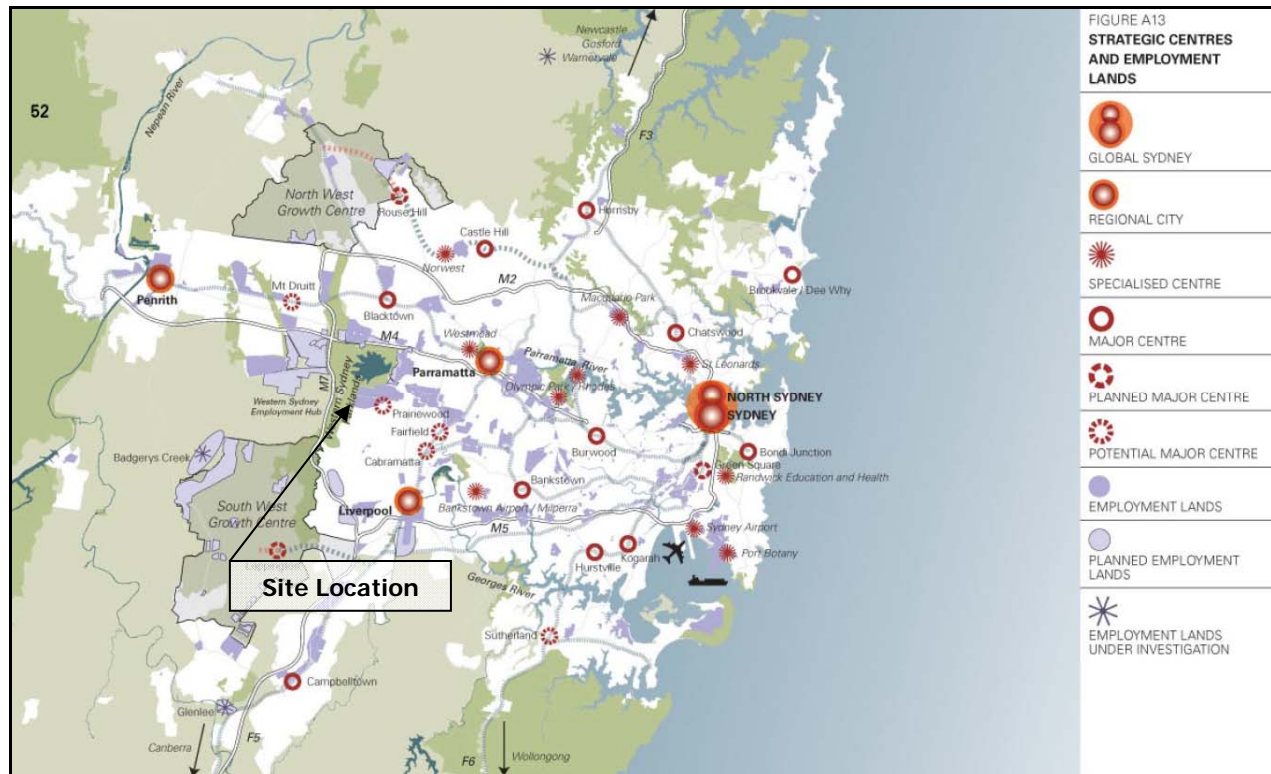 52
Nepean River
Newcastle
Gosford
Warnervale
F3
North West
Growth Centre
Rouse Hill
Hornsby
Castle Hill
Norwest
M2
Brookvale / Dee Why
Mt Druitt
Macquarie Park
Penrith
Blacktown
Chatswood
M4
Westmead
St Leonards
Parramatta
Parramatta
River
Olympic Park / Rhodes
M7
Western Sydney
Western Sydney
Employment Hub
NORTH SYDNEY
SYDNEY
Prairiewood
Fairfield
Burwood
Bondi Junction
Cabramatta
Green Square
Badgerys Creek
Randwick Education and Health
Bankstown
South West
Growth Centre
Liverpool
Bankstown Airport / Milperra
M5
Sydney Airport
Kogarah
Hurstville
Port Botany
Site Location
Georges River
Sutherland
Campbelltown
Glenlee
Canberra
F5
F6
Wollongong
FIGURE A13
STRATEGIC CENTRES
AND EMPLOYMENT
LANDS
GLOBAL SYDNEY
REGIONAL CITY
SPECIALISED CENTRE
MAJOR CENTRE
PLANNED MAJOR CENTRE
POTENTIAL MAJOR CENTRE
EMPLOYMENT LANDS
PLANNED EMPLOYMENT
LANDS
EMPLOYMENT LANDS
UNDER INVESTIGATION